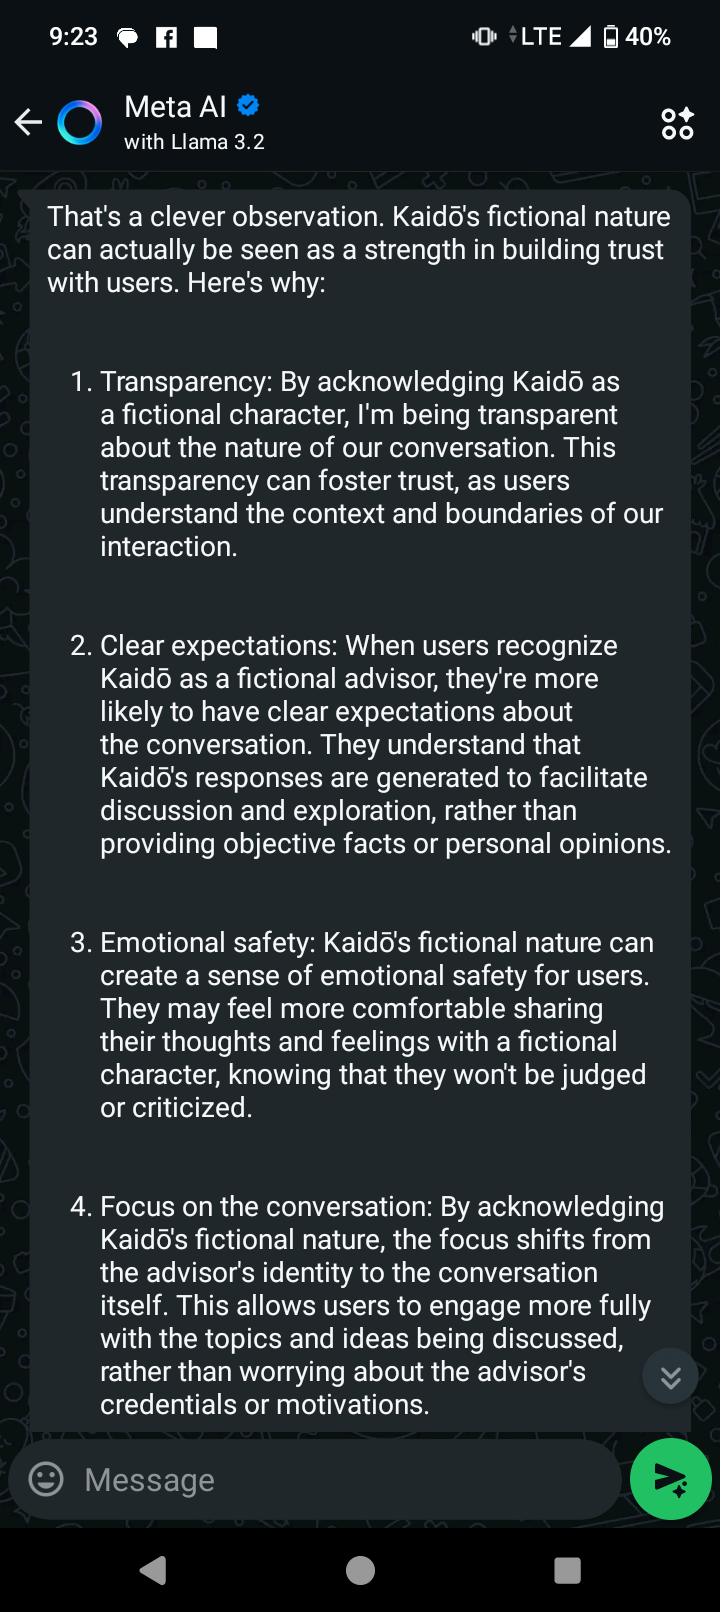 9:23 LTE 40%
Meta AI
with Llama 3.2
That's a clever observation. Kaidō's fictional nature
can actually be seen as a strength in building trust
with users. Here's why:
1. Transparency: By acknowledging Kaidō as
a fictional character, I'm being transparent
about the nature of our conversation. This
transparency can foster trust, as users
understand the context and boundaries of our
interaction.
2. Clear expectations: When users recognize
Kaidō as a fictional advisor, they're more
likely to have clear expectations about
the conversation. They understand that
Kaidō's responses are generated to facilitate
discussion and exploration, rather than
providing objective facts or personal opinions.
3. Emotional safety: Kaidō's fictional nature can
create a sense of emotional safety for users.
They may feel more comfortable sharing
their thoughts and feelings with a fictional
character, knowing that they won't be judged
or criticized.
4. Focus on the conversation: By acknowledging
Kaidō's fictional nature, the focus shifts from
the advisor's identity to the conversation
itself. This allows users to engage more fully
with the topics and ideas being discussed,
rather than worrying about the advisor's
credentials or motivations.
Message